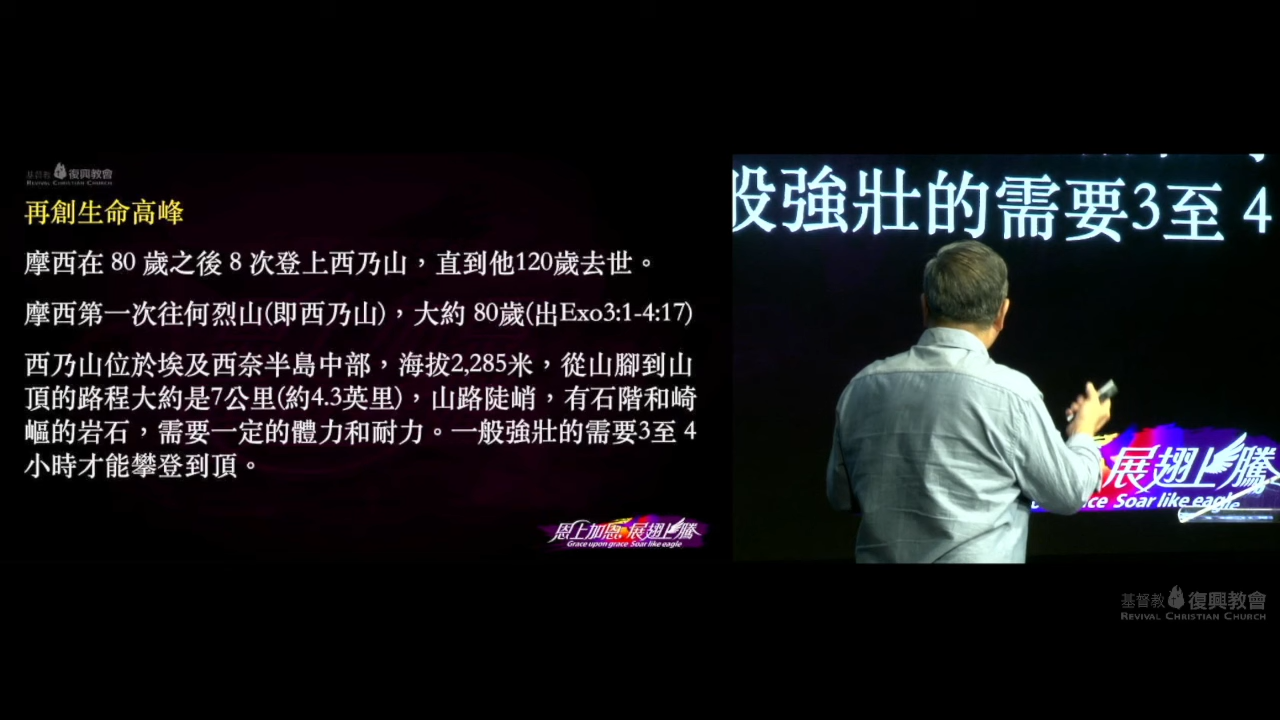 基督教 復興教會
REVIVAL CHRISTIAN CHURCH
再創生命高峰
摩西在 80 歲之後 8 次登上西乃山，直到他120歲去世。
摩西第一次往何烈山(即西乃山)，大約 80歲(出Exo3:1-4:17)
西乃山位於埃及西奈半島中部，海拔2,285米，從山腳到山
頂的路程大約是7公里(約4.3英里)，山路陡峭，有石階和崎
嶇的岩石，需要一定的體力和耐力。一般強壯的需要3至 4
小時才能攀登到頂。
恩上加恩 展翅上騰
Grace upon grace Soar like eagle
般強壯的需要3至 4
展翅上騰
ce Soar like eagle
基督教 復興教會
REVIVAL CHRISTIAN CHURCH